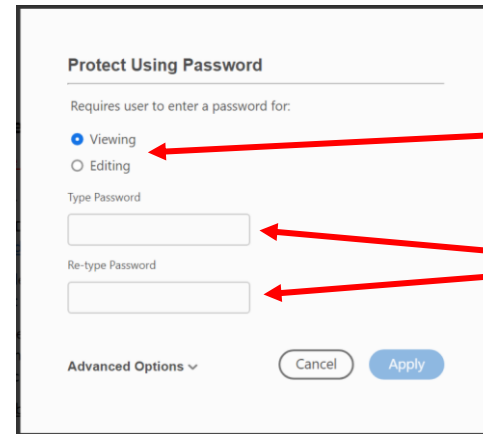 Protect Using Password
Requires user to enter a password for:
Viewing
Editing
Type Password
Re-type Password
Advanced Options
Cancel
Apply